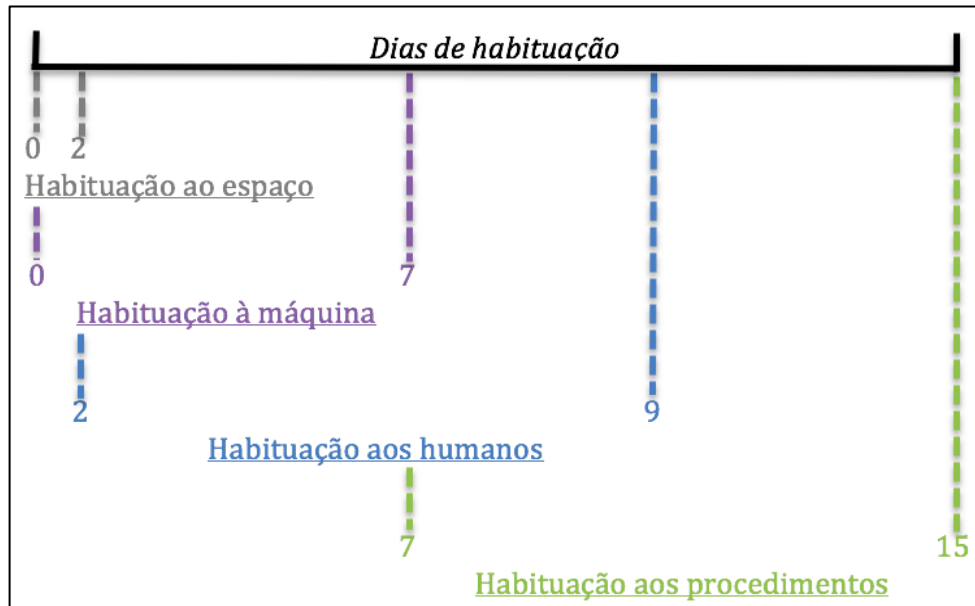 Dias de habituação
0 2
Habituação ao espaço
0 7
Habituação à máquina
2 9
Habituação aos humanos
7 15
Habituação aos procedimentos